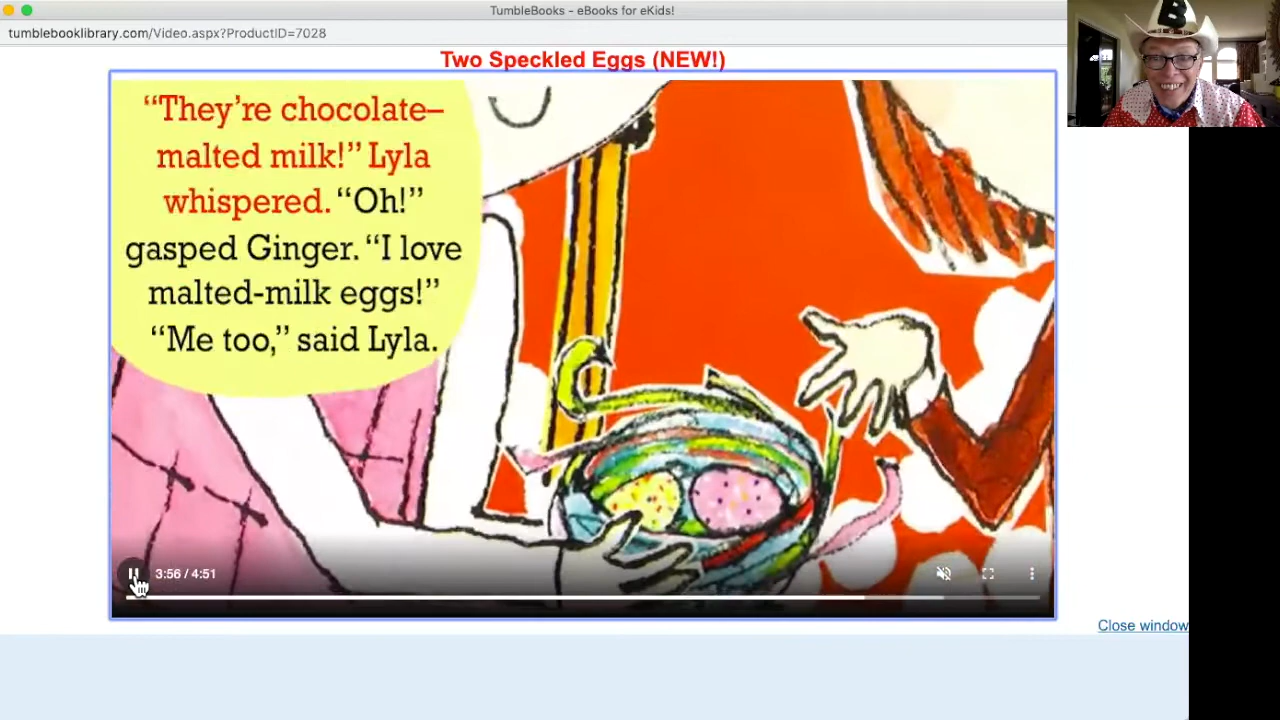 TumbleBooks - eBooks for eKids!
tumblebooklibrary.com/Video.aspx?ProductID=7028
Two Speckled Eggs (NEW!)
“They’re chocolate–
malted milk!” Lyla
whispered. “Oh!”
gasped Ginger. “I love
malted-milk eggs!”
“Me too,” said Lyla.
3:56 / 4:51
Close window
B